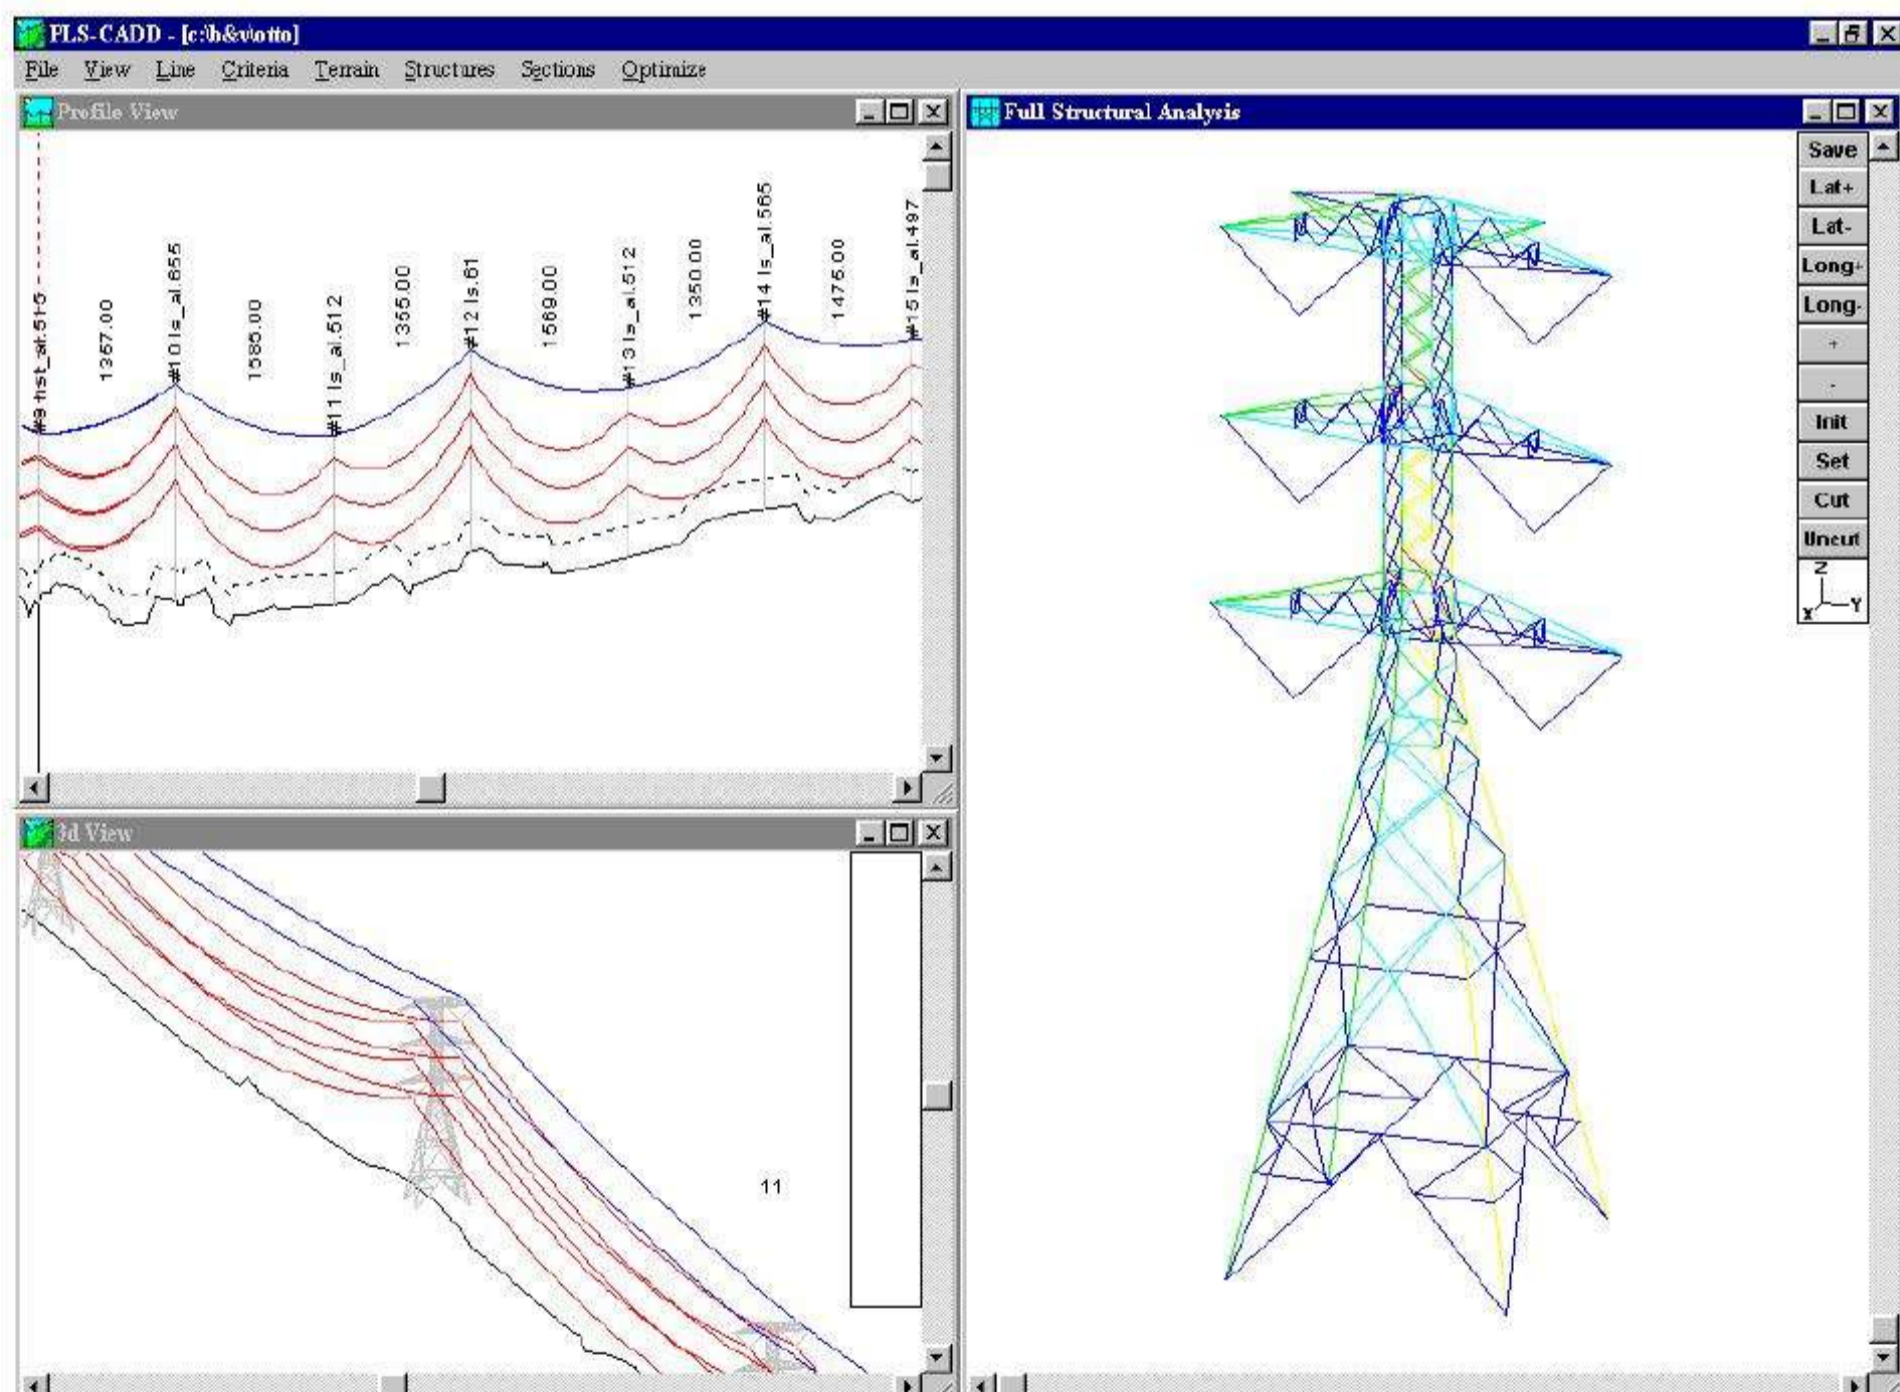 PLS-CADD - [c:\b&v\otto]
File View Line Criteria Terrain Structures Sections Optimize
Profile View
#9 hst_al.515
1367.00
#10 ls_al.655
1585.00
#11 ls_al.512
1355.00
#12 ls.61
1569.00
#13 ls_al.512
1350.00
#14 ls_al.565
1475.00
#15 ls_al.497
3d View
11
Full Structural Analysis
Save
Lat+
Lat-
Long+
Long-
+
-
Init
Set
Cut
Uncut
Z
X
Y